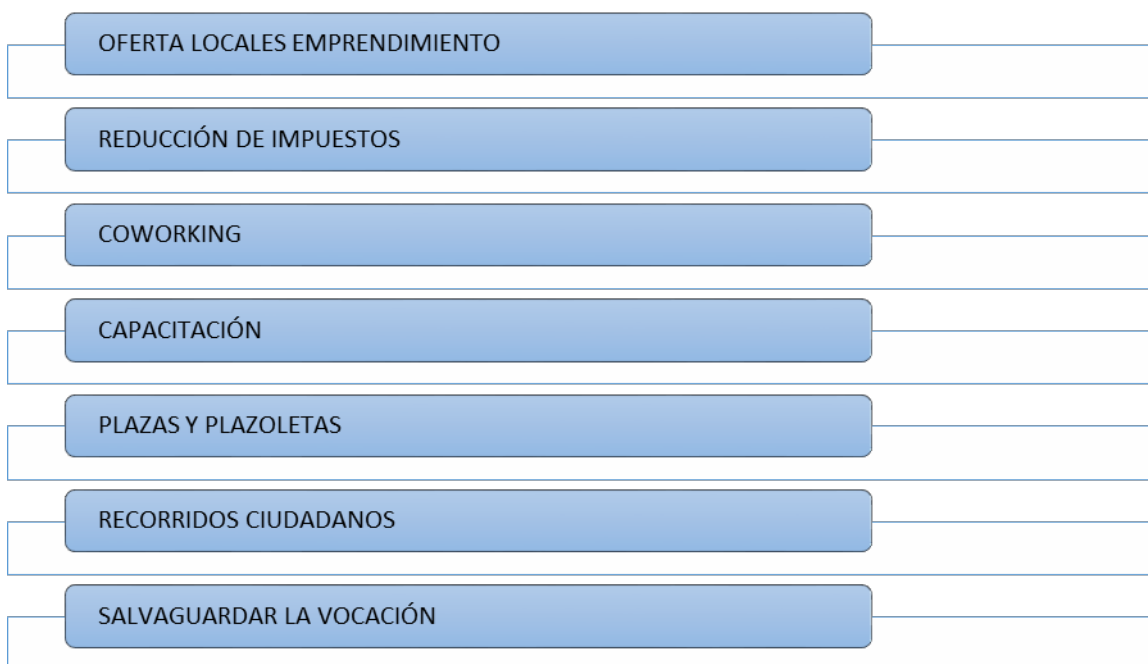 OFERTA LOCALES EMPRENDIMIENTO
REDUCCIÓN DE IMPUESTOS
COWORKING
CAPACITACIÓN
PLAZAS Y PLAZOLETAS
RECORRIDOS CIUDADANOS
SALVAGUARDAR LA VOCACIÓN